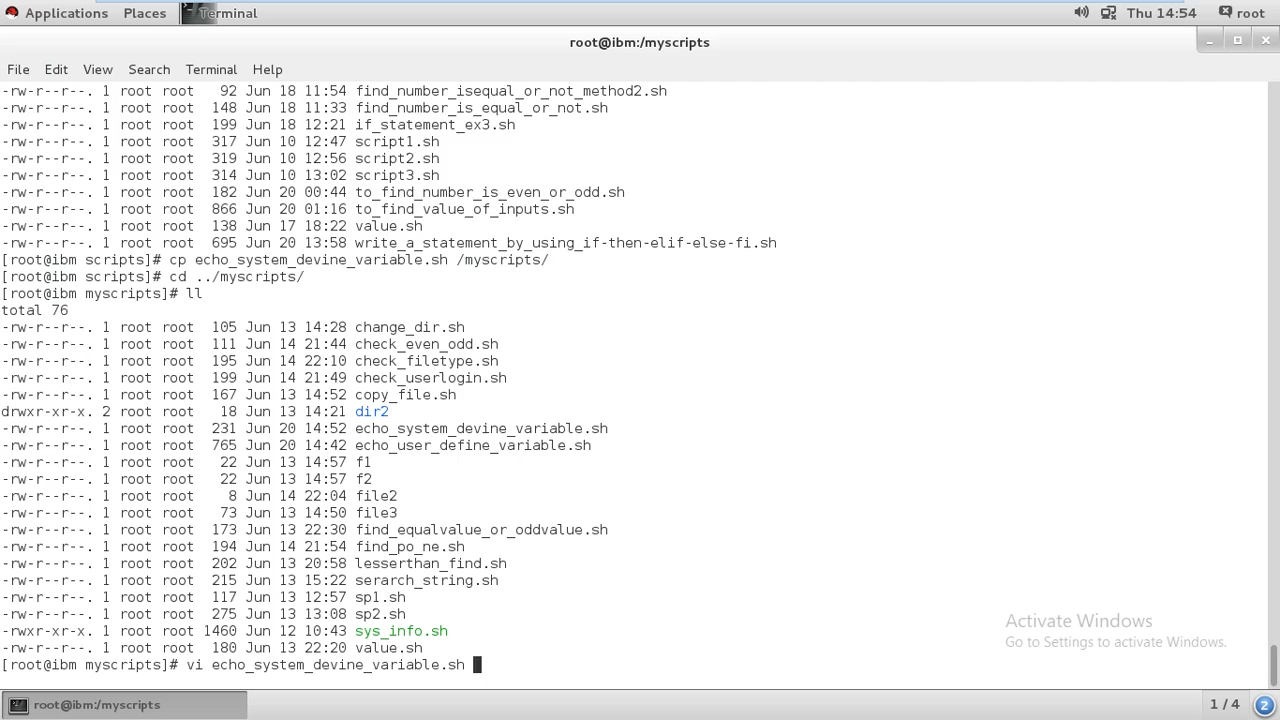 Applications Places Terminal Thu 14:54 root
root@ibm:/myscripts
File Edit View Search Terminal Help
-rw-r--r--. 1 root root 92 Jun 18 11:54 find_number_isequal_or_not_method2.sh
-rw-r--r--. 1 root root 148 Jun 18 11:33 find_number_is_equal_or_not.sh
-rw-r--r--. 1 root root 199 Jun 18 12:21 if_statement_ex3.sh
-rw-r--r--. 1 root root 317 Jun 10 12:47 script1.sh
-rw-r--r--. 1 root root 319 Jun 10 12:56 script2.sh
-rw-r--r--. 1 root root 314 Jun 10 13:02 script3.sh
-rw-r--r--. 1 root root 182 Jun 20 00:44 to_find_number_is_even_or_odd.sh
-rw-r--r--. 1 root root 866 Jun 20 01:16 to_find_value_of_inputs.sh
-rw-r--r--. 1 root root 138 Jun 17 18:22 value.sh
-rw-r--r--. 1 root root 695 Jun 20 13:58 write_a_statement_by_using_if-then-elif-else-fi.sh
[root@ibm scripts]# cp echo_system_devine_variable.sh /myscripts/
[root@ibm scripts]# cd ../myscripts/
[root@ibm myscripts]# ll
total 76
-rw-r--r--. 1 root root 105 Jun 13 14:28 change_dir.sh
-rw-r--r--. 1 root root 111 Jun 14 21:44 check_even_odd.sh
-rw-r--r--. 1 root root 195 Jun 14 22:10 check_filetype.sh
-rw-r--r--. 1 root root 199 Jun 14 21:49 check_userlogin.sh
-rw-r--r--. 1 root root 167 Jun 13 14:52 copy_file.sh
drwxr-xr-x. 2 root root 18 Jun 13 14:21 dir2
-rw-r--r--. 1 root root 231 Jun 20 14:52 echo_system_devine_variable.sh
-rw-r--r--. 1 root root 765 Jun 20 14:42 echo_user_define_variable.sh
-rw-r--r--. 1 root root 22 Jun 13 14:57 f1
-rw-r--r--. 1 root root 22 Jun 13 14:57 f2
-rw-r--r--. 1 root root 8 Jun 14 22:04 file2
-rw-r--r--. 1 root root 73 Jun 13 14:50 file3
-rw-r--r--. 1 root root 173 Jun 13 22:30 find_equalvalue_or_oddvalue.sh
-rw-r--r--. 1 root root 194 Jun 14 21:54 find_po_ne.sh
-rw-r--r--. 1 root root 202 Jun 13 20:58 lesserthan_find.sh
-rw-r--r--. 1 root root 215 Jun 13 15:22 serarch_string.sh
-rw-r--r--. 1 root root 117 Jun 13 12:57 sp1.sh
-rw-r--r--. 1 root root 275 Jun 13 13:08 sp2.sh
-rwxr-xr-x. 1 root root 1460 Jun 12 10:43 sys_info.sh
-rw-r--r--. 1 root root 180 Jun 13 22:20 value.sh
[root@ibm myscripts]# vi echo_system_devine_variable.sh
Activate Windows
Go to Settings to activate Windows.
root@ibm:/myscripts 1 / 4 2